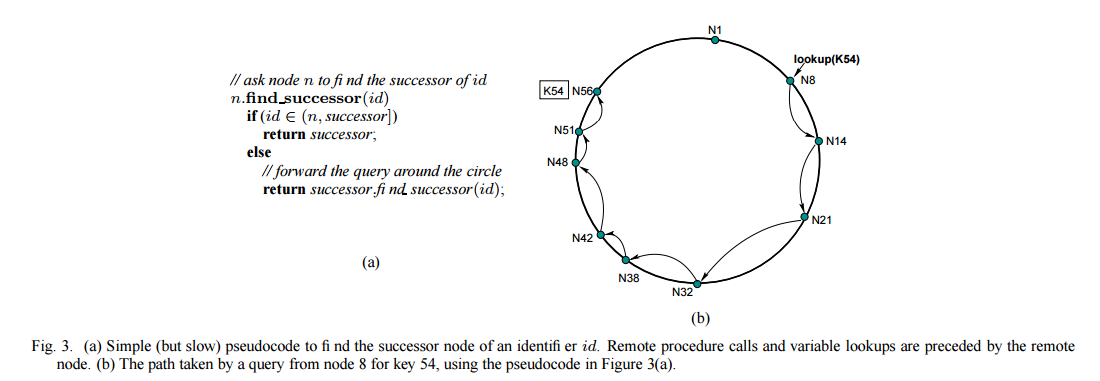 // ask node n to fi nd the successor of id
n.find_successor(id)
if (id ∈ (n, successor])
return successor;
else
// forward the query around the circle
return successor.fi nd_successor(id);
(a)
N1
lookup(K54)
N8
K54
N56
N51
N14
N48
N21
N42
N38
N32
(b)
Fig. 3. (a) Simple (but slow) pseudocode to fi nd the successor node of an identifi er id. Remote procedure calls and variable lookups are preceded by the remote
node. (b) The path taken by a query from node 8 for key 54, using the pseudocode in Figure 3(a).